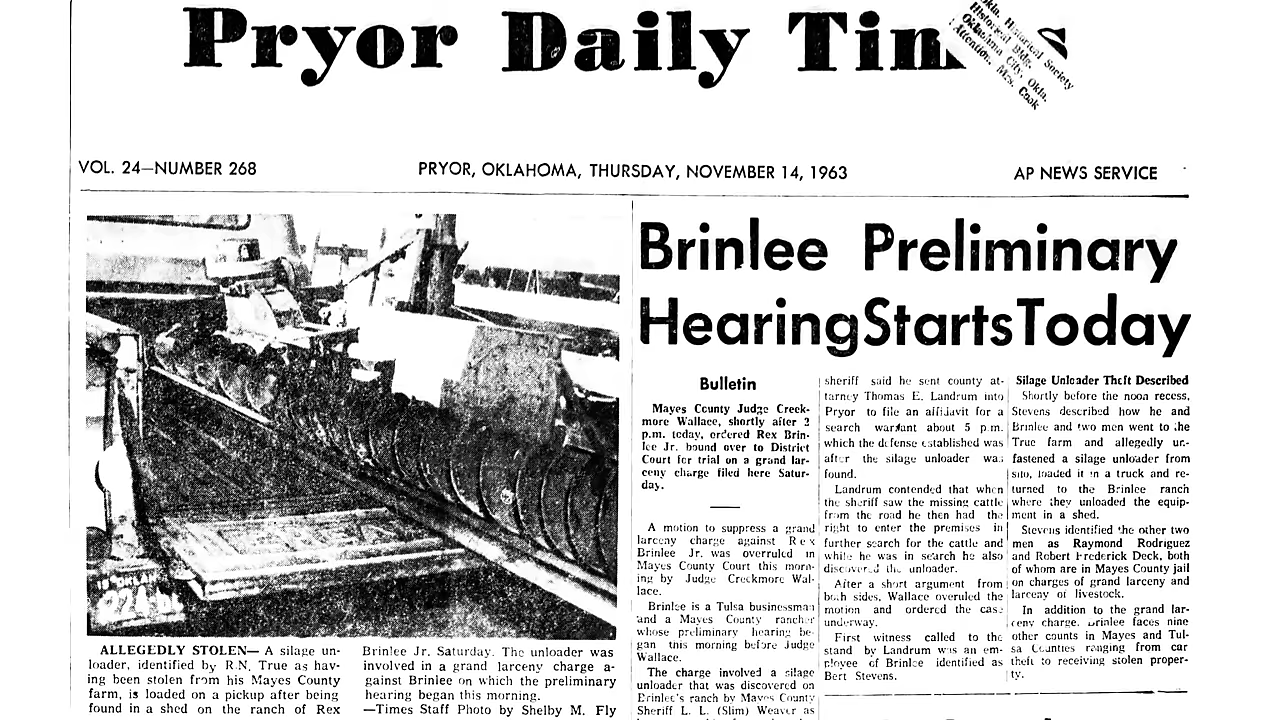 Pryor Daily Times
Okla. Historical Society
Historical Bldg.
Oklahoma City, Okla.
Attention: Mrs. Cook
VOL. 24—NUMBER 268
PRYOR, OKLAHOMA, THURSDAY, NOVEMBER 14, 1963
AP NEWS SERVICE
ALLEGEDLY STOLEN— A silage un-
loader, identified by R.N. True as hav-
ing been stolen from his Mayes County
farm, is loaded on a pickup after being
found in a shed on the ranch of Rex
Brinlee Jr. Saturday. The unloader was
involved in a grand larceny charge a-
gainst Brinlee on which the preliminary
hearing began this morning.
—Times Staff Photo by Shelby M. Fly
Brinlee Preliminary
Hearing Starts Today
Bulletin
Mayes County Judge Creek-
more Wallace, shortly after 2
p.m. today, ordered Rex Brin-
lee Jr. bound over to District
Court for trial on a grand lar-
ceny charge filed here Satur-
day.
A motion to suppress a grand
larceny charge against Rex
Brinlee Jr. was overruled in
Mayes County Court this morn-
ing by Judge Creekmore Wal-
lace.
Brinlee is a Tulsa businessman
and a Mayes County rancher
whose preliminary hearing be-
gan this morning before Judge
Wallace.
The charge involved a silage
unloader that was discovered on
Brinlee's ranch by Mayes County
Sheriff L. L. (Slim) Weaver as
sheriff said he sent county at-
tarney Thomas E. Landrum into
Pryor to file an affidavit for a
search warrant about 5 p.m.
which the defense established was
after the silage unloader was
found.
Landrum contended that when
the sheriff saw the missing cattle
from the road he then had the
right to enter the premises in
further search for the cattle and
while he was in search he also
discovered the unloader.
After a short argument from
both sides, Wallace overuled the
motion and ordered the case
underway.
First witness called to the
stand by Landrum was an em-
ployee of Brinlee identified as
Bert Stevens.
Silage Unloader Theft Described
Shortly before the noon recess,
Stevens described how he and
Brinlee and two men went to the
True farm and allegedly un-
fastened a silage unloader from
silo, loaded it in a truck and re-
turned to the Brinlee ranch
where they unloaded the equip-
ment in a shed.
Stevens identified the other two
men as Raymond Rodriguez
and Robert Frederick Deck, both
of whom are in Mayes County jail
on charges of grand larceny and
larceny of livestock.
In addition to the grand lar-
ceny charge, Brinlee faces nine
other counts in Mayes and Tul-
sa Counties ranging from car
theft to receiving stolen proper-
ty.